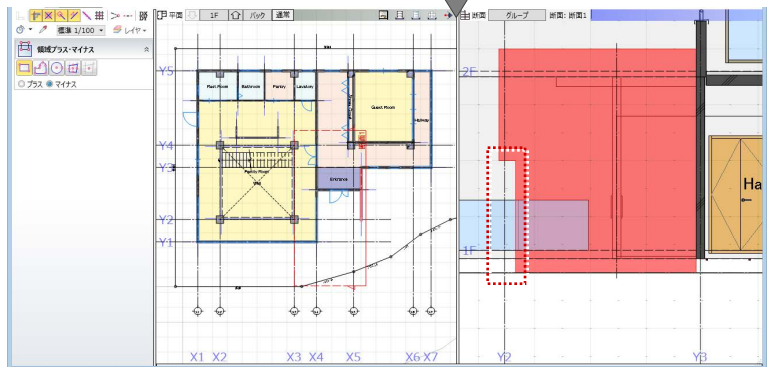 平面 1F バック 通常
断面 グループ 断面: 断面1
標準 1/100 レイヤ
領域プラス・マイナス
プラス マイナス
Y5
Plant Room Bathroom Pantry Lavatory
Guest Room
Hallway
Y4
Y3
Family Room
Entrance
Y2
Y1
X1 X2 X3 X4 X5 X6 X7
2F
Ha
1F
Y2 Y3